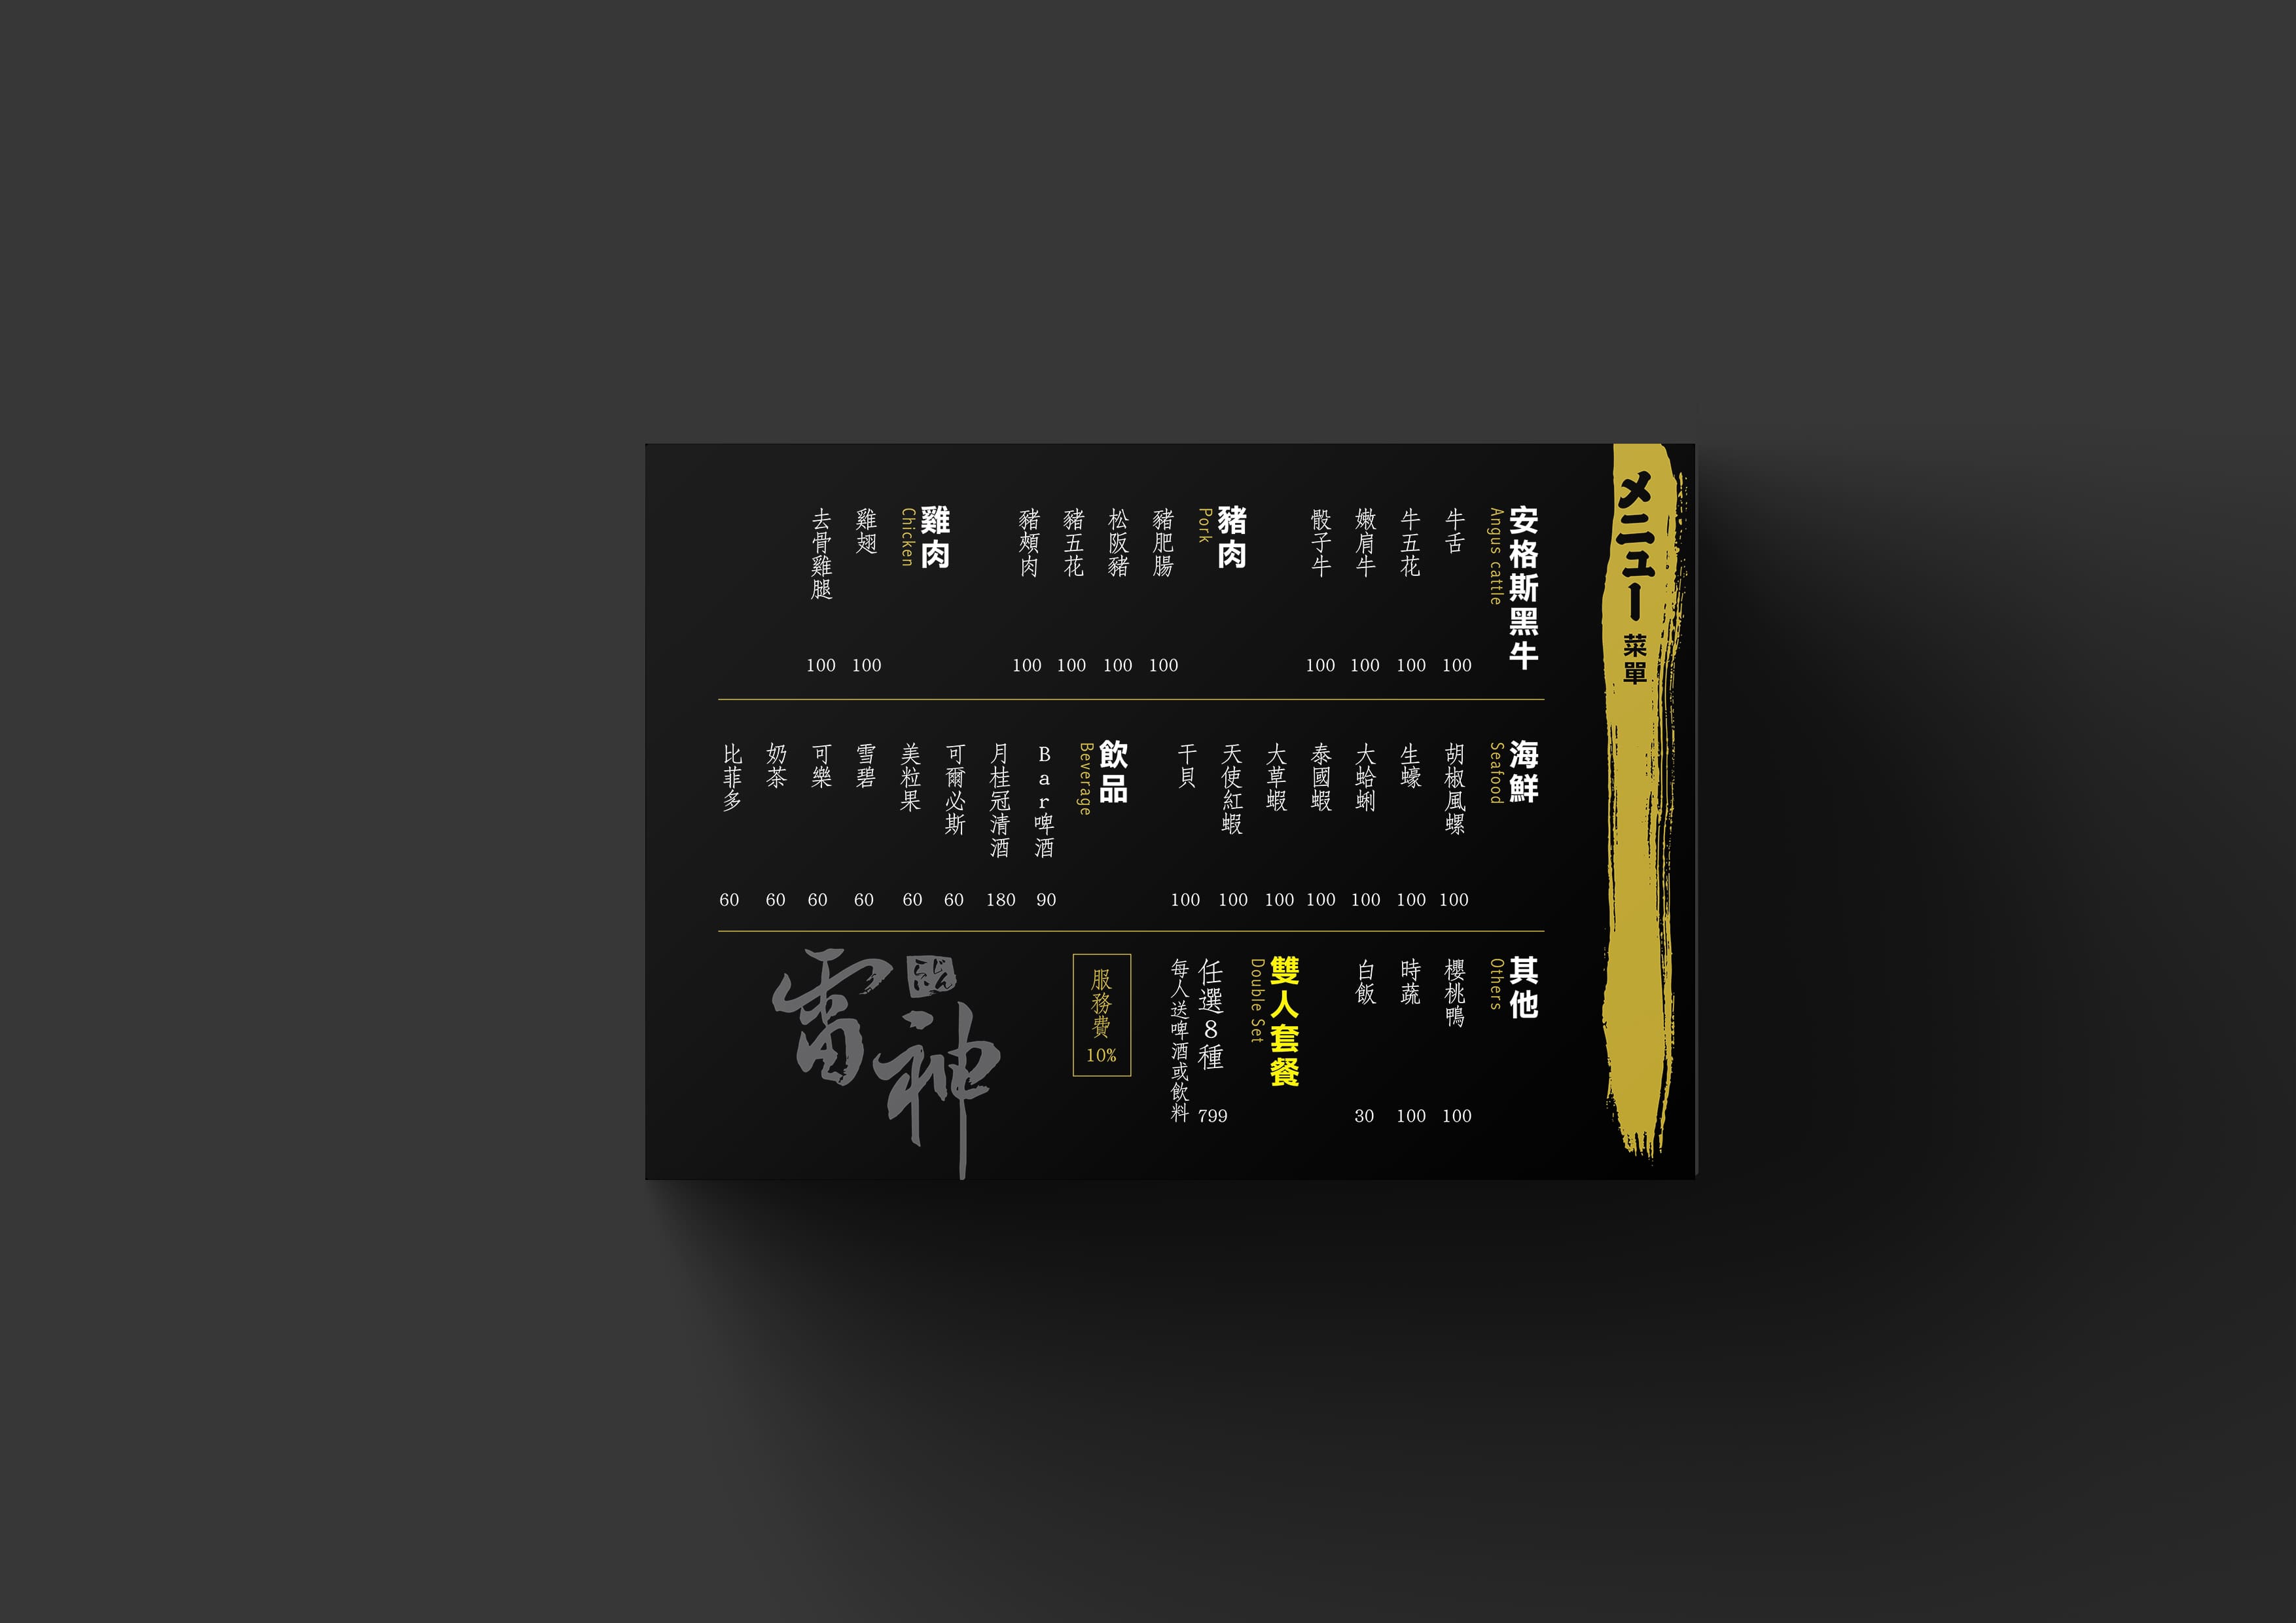 メニュー
菜單
安格斯黑牛
Angus cattle
牛舌 100
牛五花 100
嫩肩牛 100
骰子牛 100
豬肉
Pork
豬肥腸 100
松阪豬 100
豬五花 100
豬頰肉 100
雞肉
Chicken
雞翅 100
去骨雞腿 100
海鮮
Seafood
胡椒風螺 100
生蠔 100
大蛤蜊 100
泰國蝦 100
大草蝦 100
天使紅蝦 100
干貝 100
飲品
Beverage
Bar啤酒 90
月桂冠清酒 180
可爾必斯 60
美粒果 60
雪碧 60
可樂 60
奶茶 60
比菲多 60
其他
Others
櫻桃鴨 100
時蔬 100
白飯 30
雙人套餐
Double Set
任選8種 799
每人送啤酒或飲料
服務費 10%
雷神